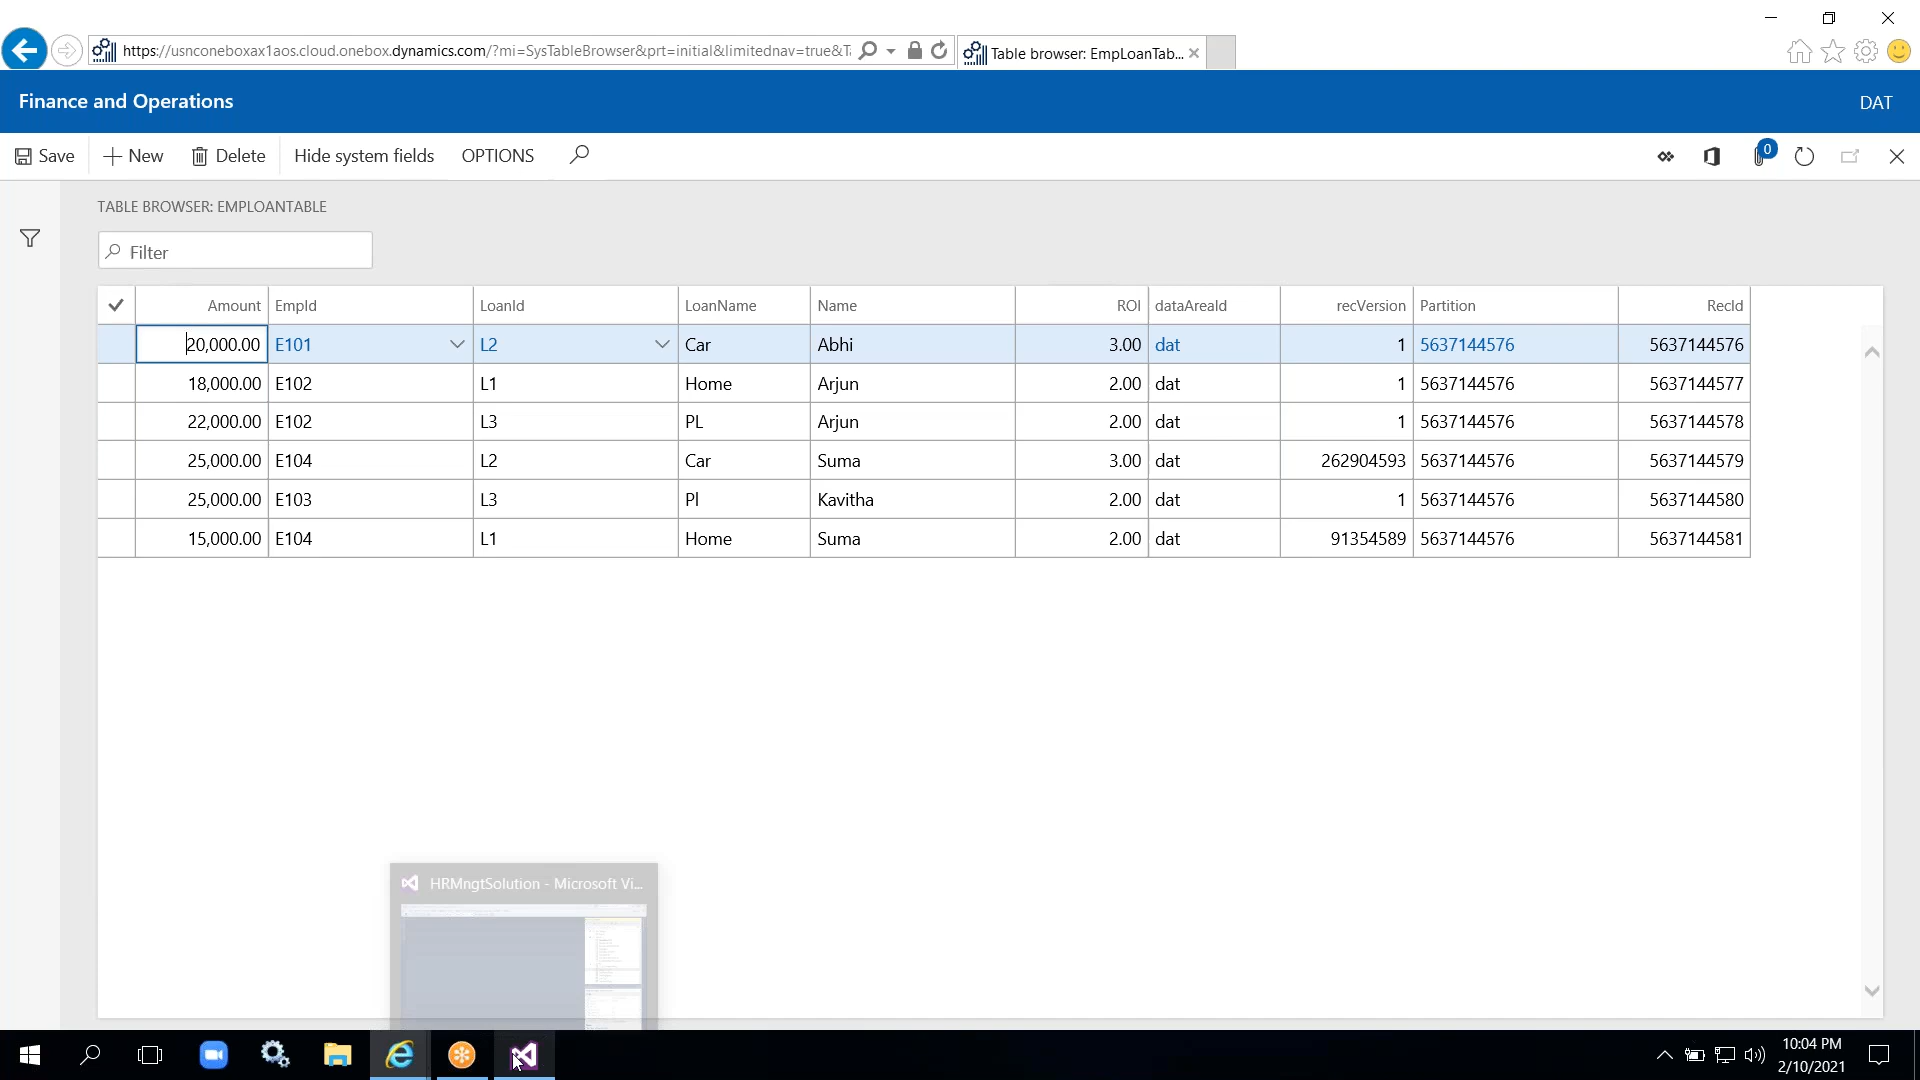 https://usnconeboxax1aos.cloud.onebox.dynamics.com/?mi=SysTableBrowser&prt=initial&limitednav=true&T
Table browser: EmpLoanTab...
Finance and Operations
DAT
Save
New
Delete
Hide system fields
OPTIONS
0
TABLE BROWSER: EMPLOANTABLE
Filter
Amount EmpId LoanId LoanName Name ROI dataAreaId recVersion Partition RecId
20,000.00 E101 L2 Car Abhi 3.00 dat 1 5637144576 5637144576
18,000.00 E102 L1 Home Arjun 2.00 dat 1 5637144576 5637144577
22,000.00 E102 L3 PL Arjun 2.00 dat 1 5637144576 5637144578
25,000.00 E104 L2 Car Suma 3.00 dat 262904593 5637144576 5637144579
25,000.00 E103 L3 Pl Kavitha 2.00 dat 1 5637144576 5637144580
15,000.00 E104 L1 Home Suma 2.00 dat 91354589 5637144576 5637144581
HRMngtSolution - Microsoft Vi...
10:04 PM
2/10/2021